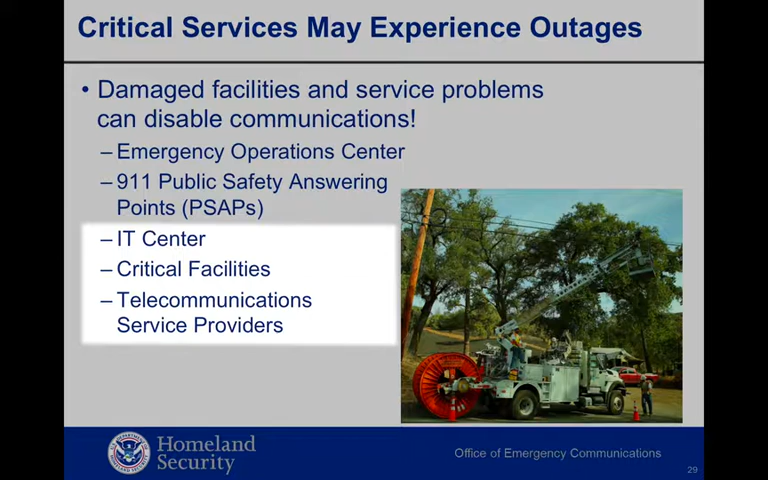 Critical Services May Experience Outages
• Damaged facilities and service problems
can disable communications!
– Emergency Operations Center
– 911 Public Safety Answering
Points (PSAPs)
– IT Center
– Critical Facilities
– Telecommunications
Service Providers
Homeland
Security
Office of Emergency Communications
29